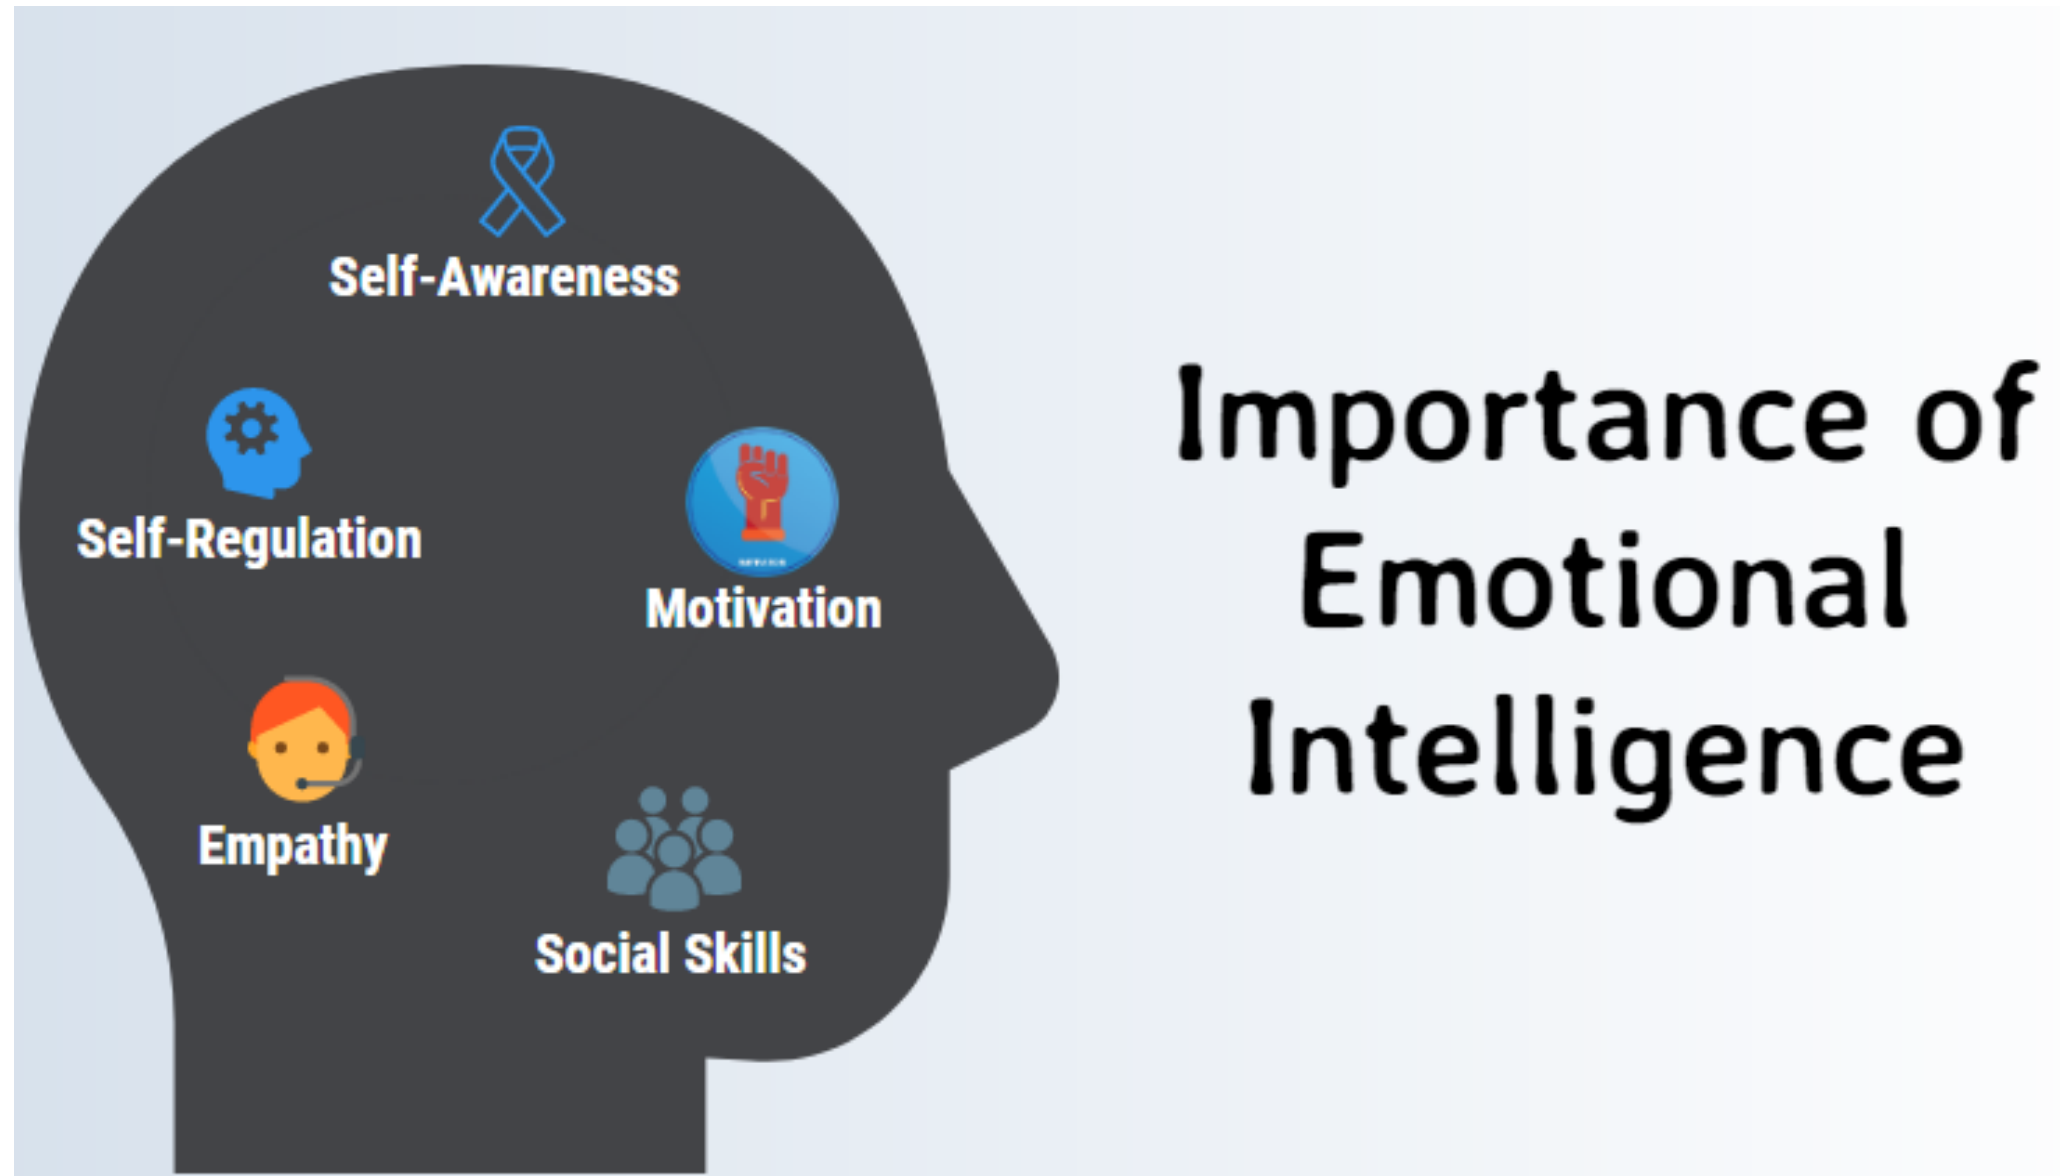 Self-Awareness
Self-Regulation
Motivation
Empathy
Social Skills
Importance of
Emotional
Intelligence